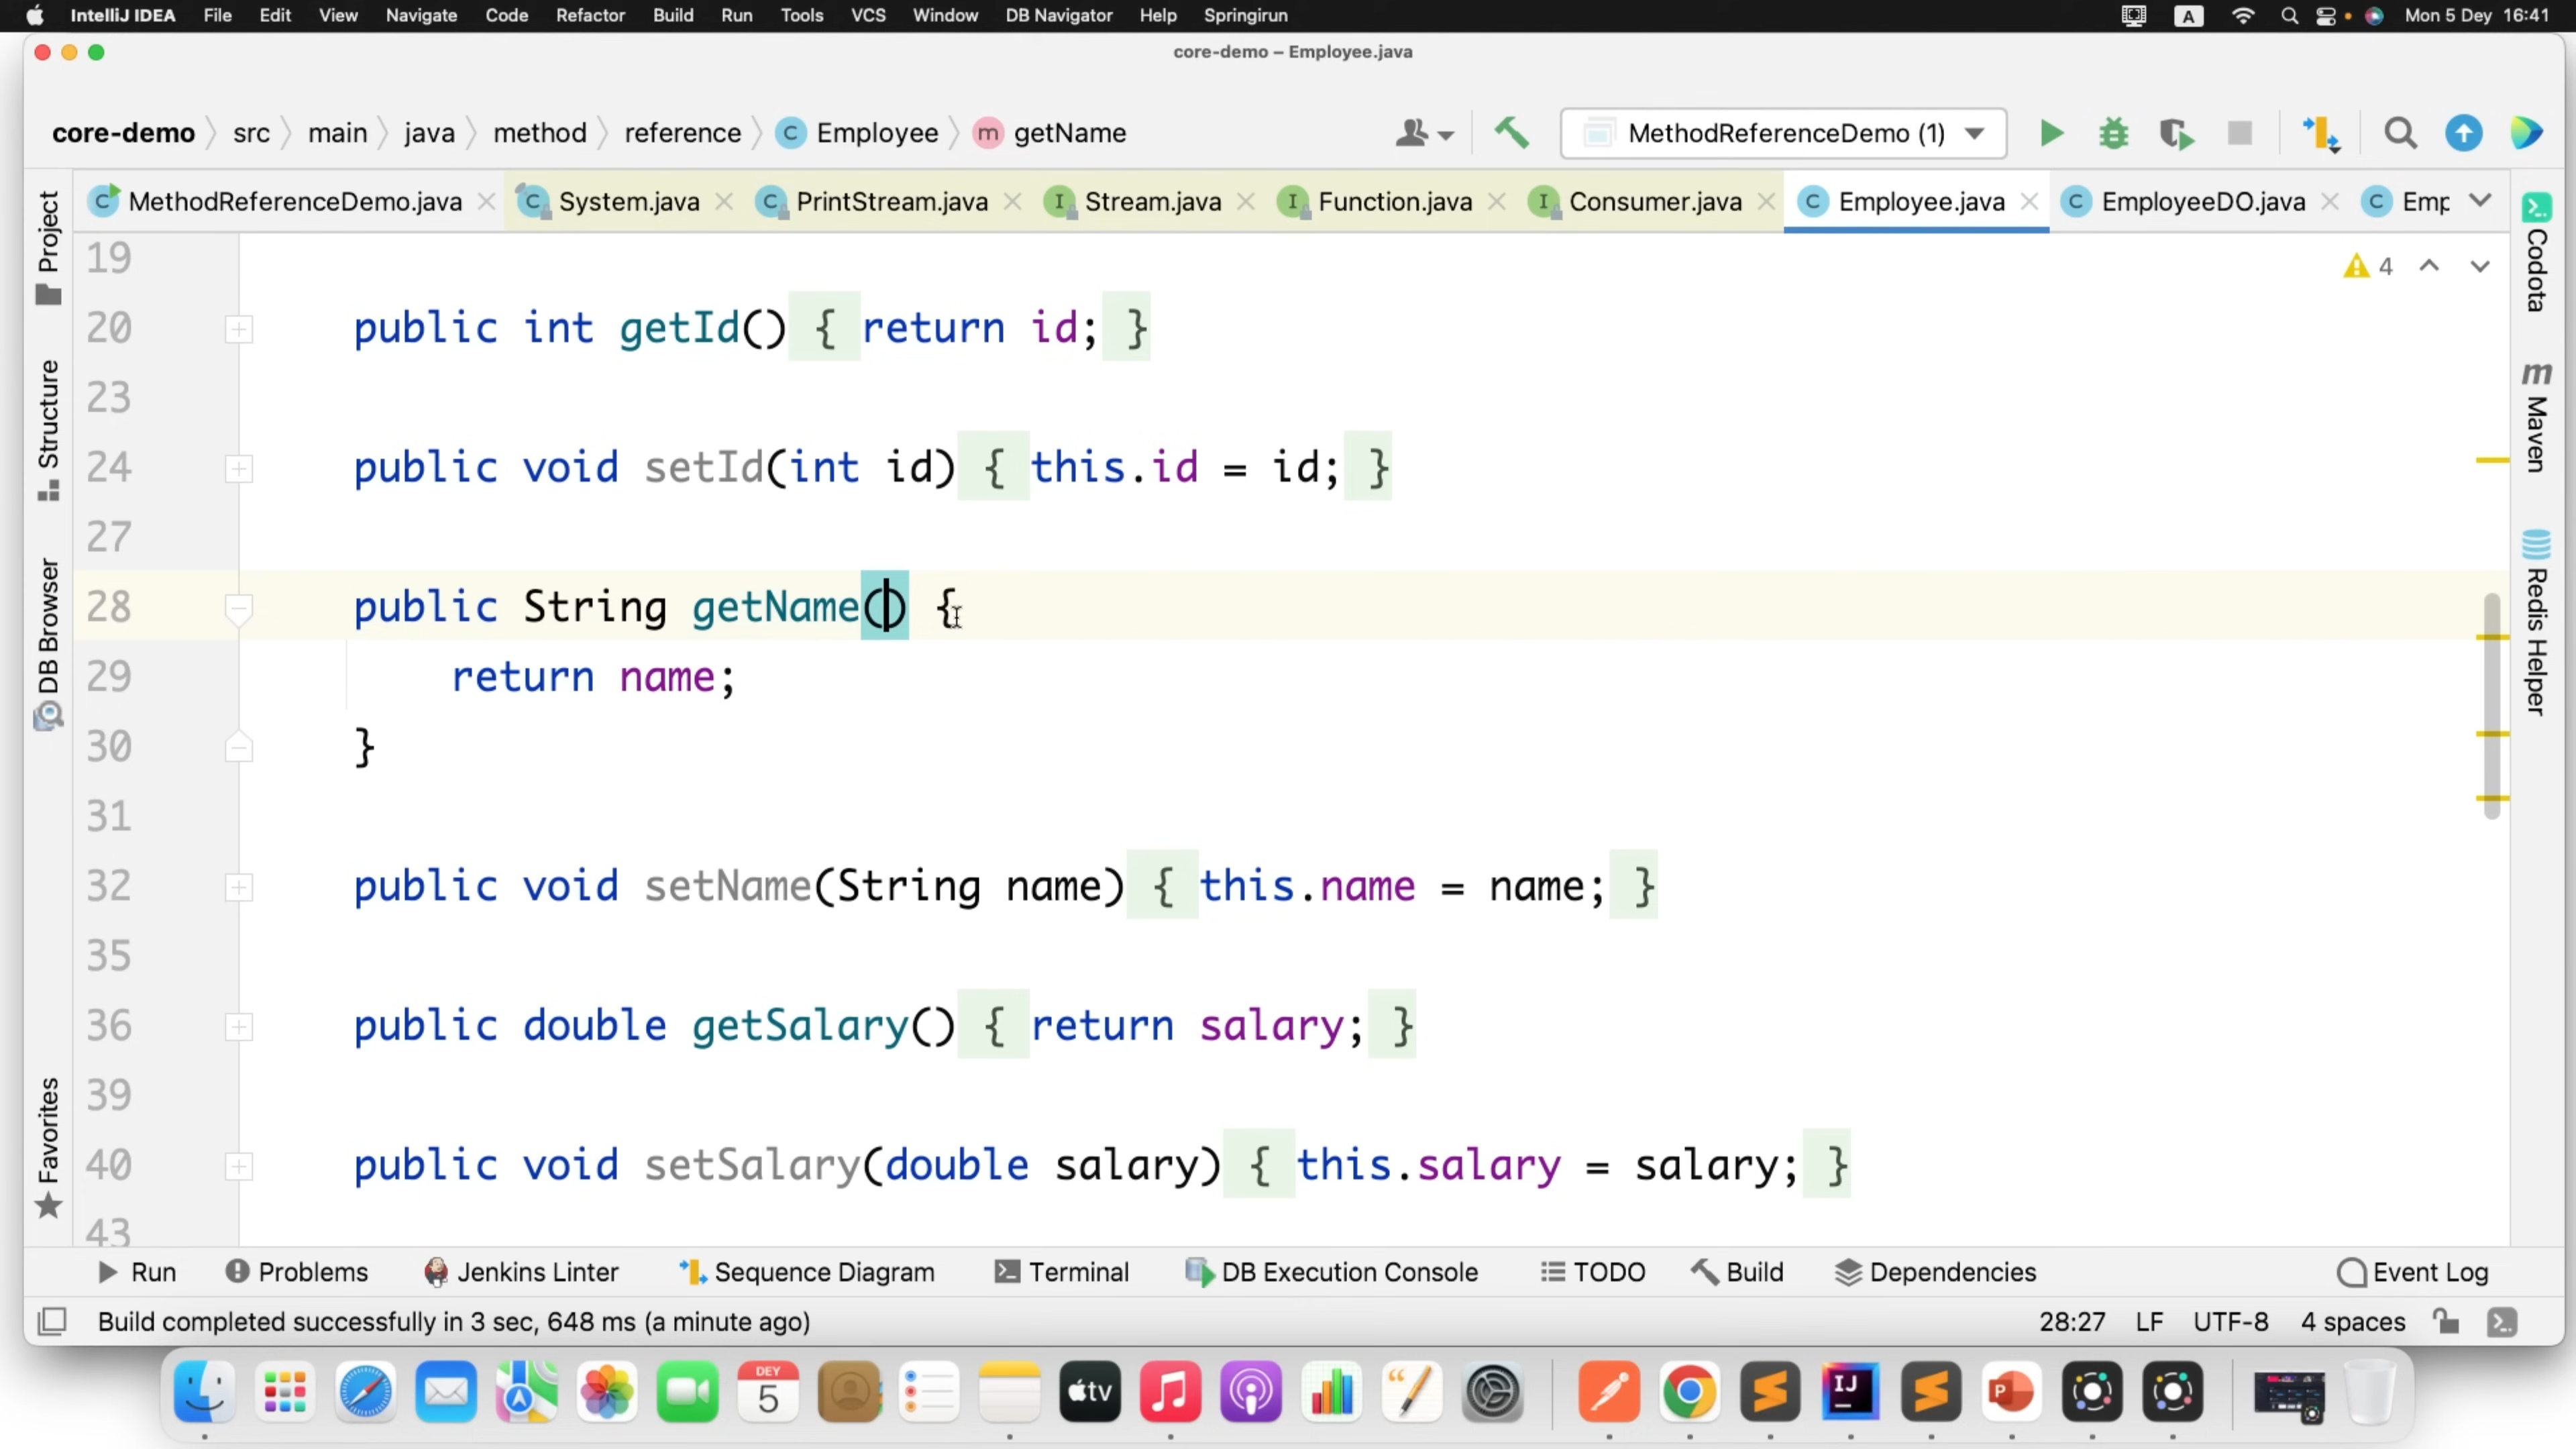 IntelliJ IDEA File Edit View Navigate Code Refactor Build Run Tools VCS Window DB Navigator Help Springirun A Mon 5 Dey 16:41
core-demo – Employee.java
core-demo src main java method reference C Employee m getName MethodReferenceDemo (1)
MethodReferenceDemo.java System.java PrintStream.java Stream.java Function.java Consumer.java Employee.java EmployeeDO.java Emp
Project
Structure
DB Browser
Favorites
4
19
20 public int getId() { return id; }
23
24 public void setId(int id) { this.id = id; }
27
28 public String getName() {
29 return name;
30 }
31
32 public void setName(String name) { this.name = name; }
35
36 public double getSalary() { return salary; }
39
40 public void setSalary(double salary) { this.salary = salary; }
43
Codota
m Maven
Redis Helper
Run Problems Jenkins Linter Sequence Diagram Terminal DB Execution Console TODO Build Dependencies Event Log
Build completed successfully in 3 sec, 648 ms (a minute ago) 28:27 LF UTF-8 4 spaces
DEY
5
tv
IJ
P